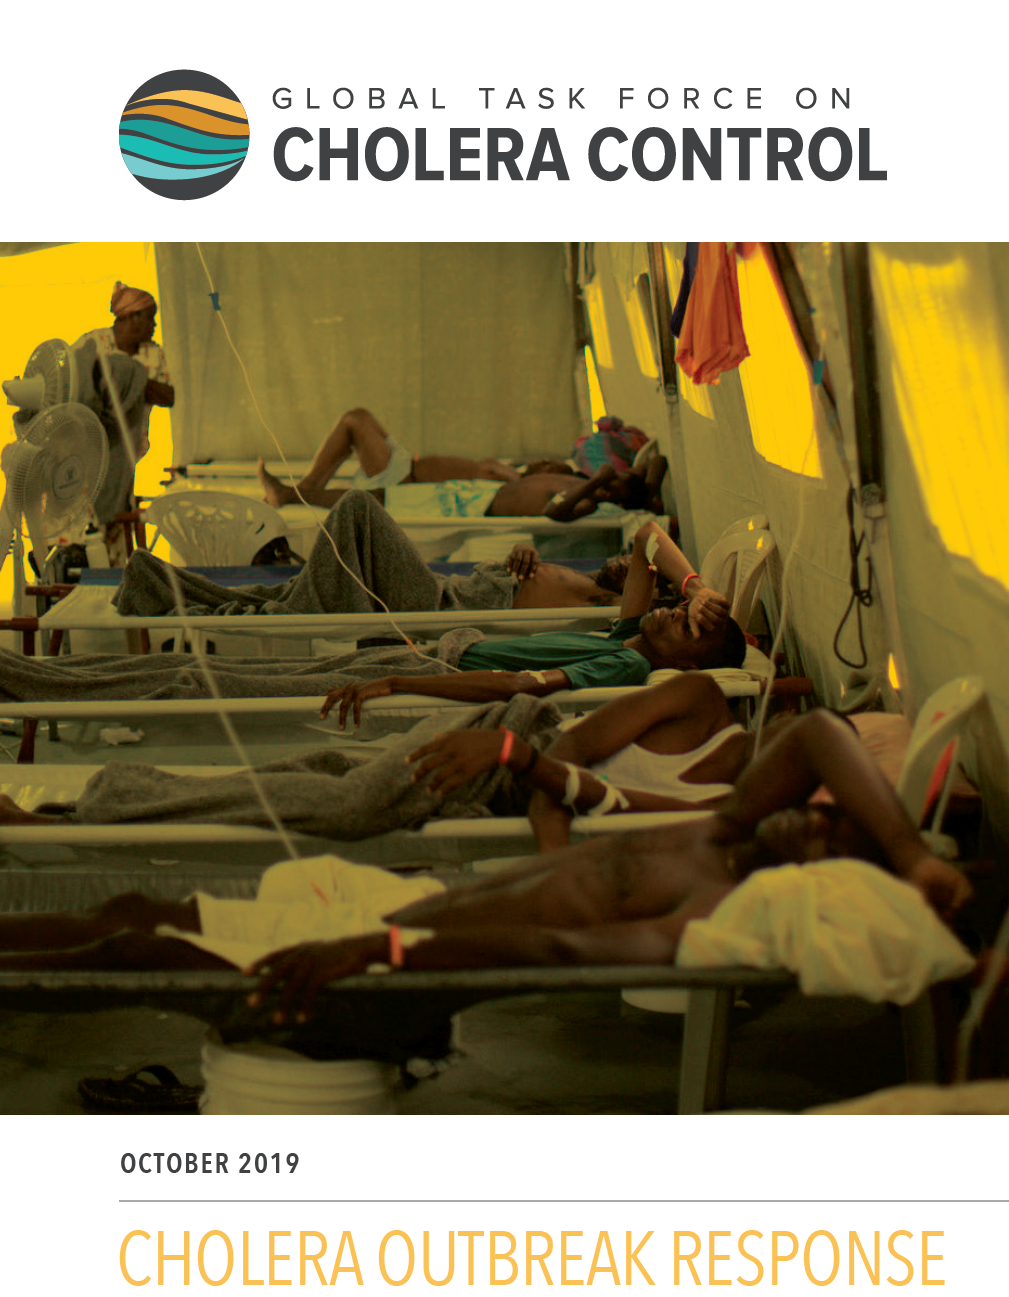 GLOBAL TASK FORCE ON
CHOLERA CONTROL
OCTOBER 2019
CHOLERA OUTBREAK RESPONSE